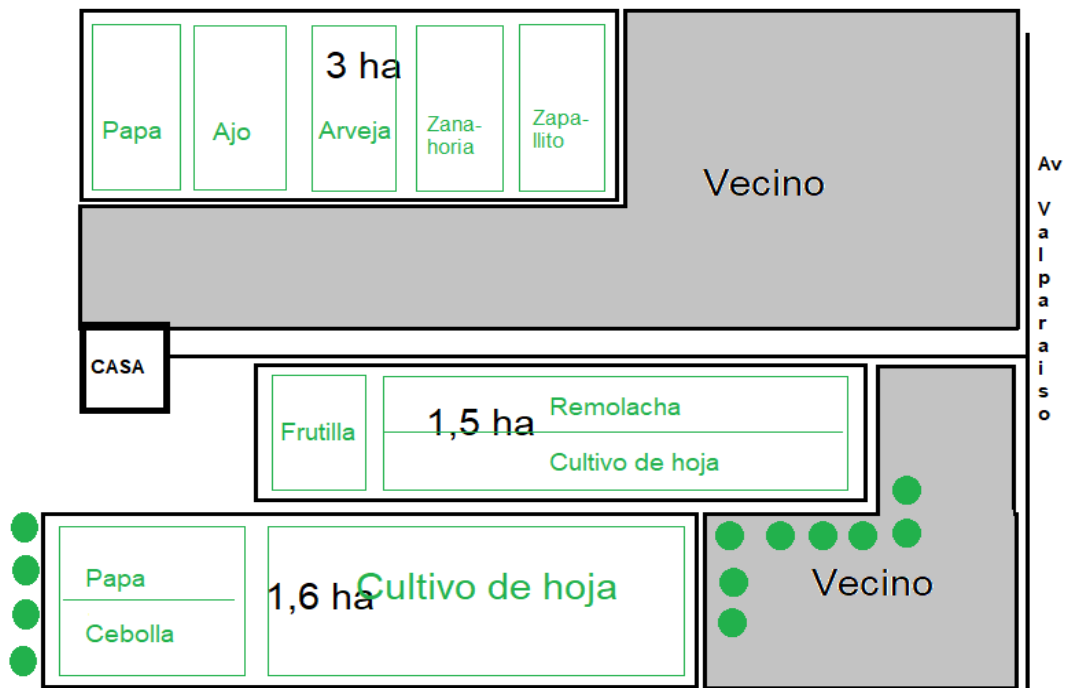 3 ha
Papa
Ajo
Arveja
Zana-
horia
Zapa-
llito
Vecino
Av
Valparaiso
CASA
Frutilla
1,5 ha
Remolacha
Cultivo de hoja
Papa
Cebolla
1,6 ha
Cultivo de hoja
Vecino